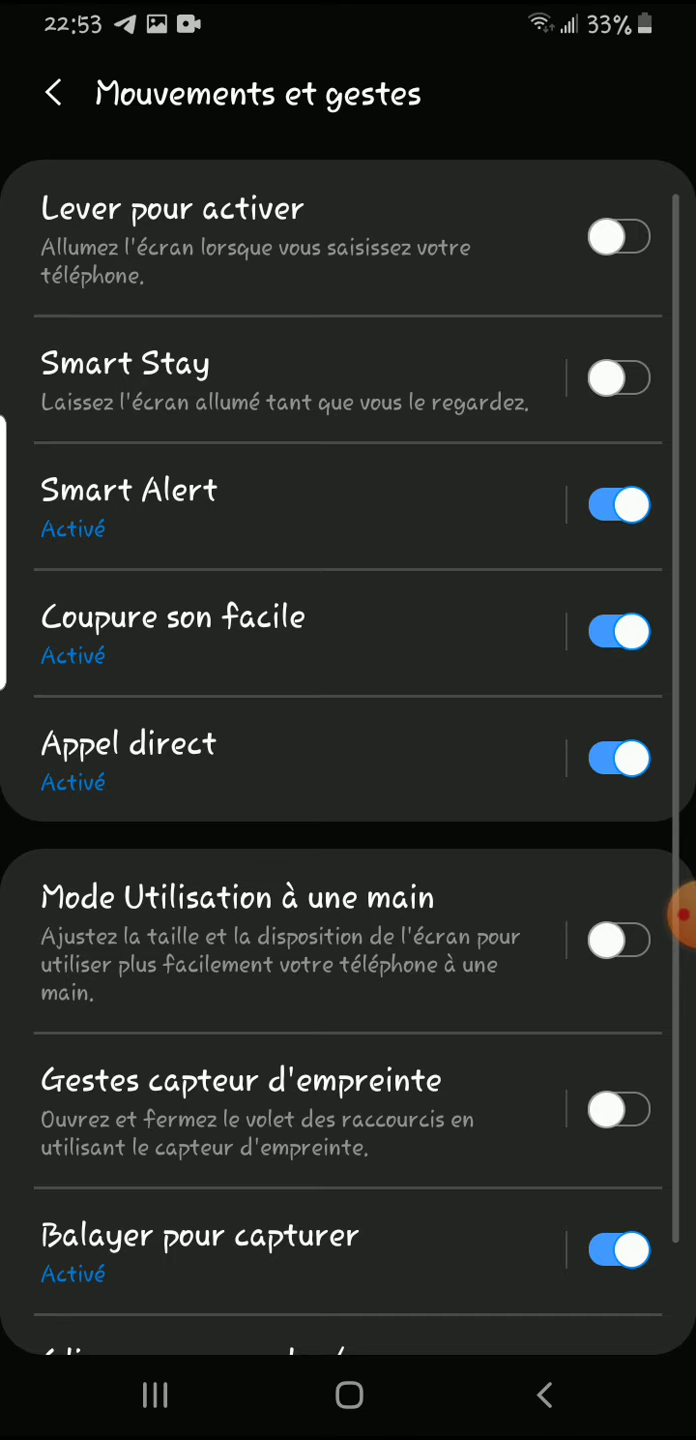 22:53
33%
Mouvements et gestes
Lever pour activer
Allumez l'écran lorsque vous saisissez votre
téléphone.
Smart Stay
Laissez l'écran allumé tant que vous le regardez.
Smart Alert
Activé
Coupure son facile
Activé
Appel direct
Activé
Mode Utilisation à une main
Ajustez la taille et la disposition de l'écran pour
utiliser plus facilement votre téléphone à une
main.
Gestes capteur d'empreinte
Ouvrez et fermez le volet des raccourcis en
utilisant le capteur d'empreinte.
Balayer pour capturer
Activé